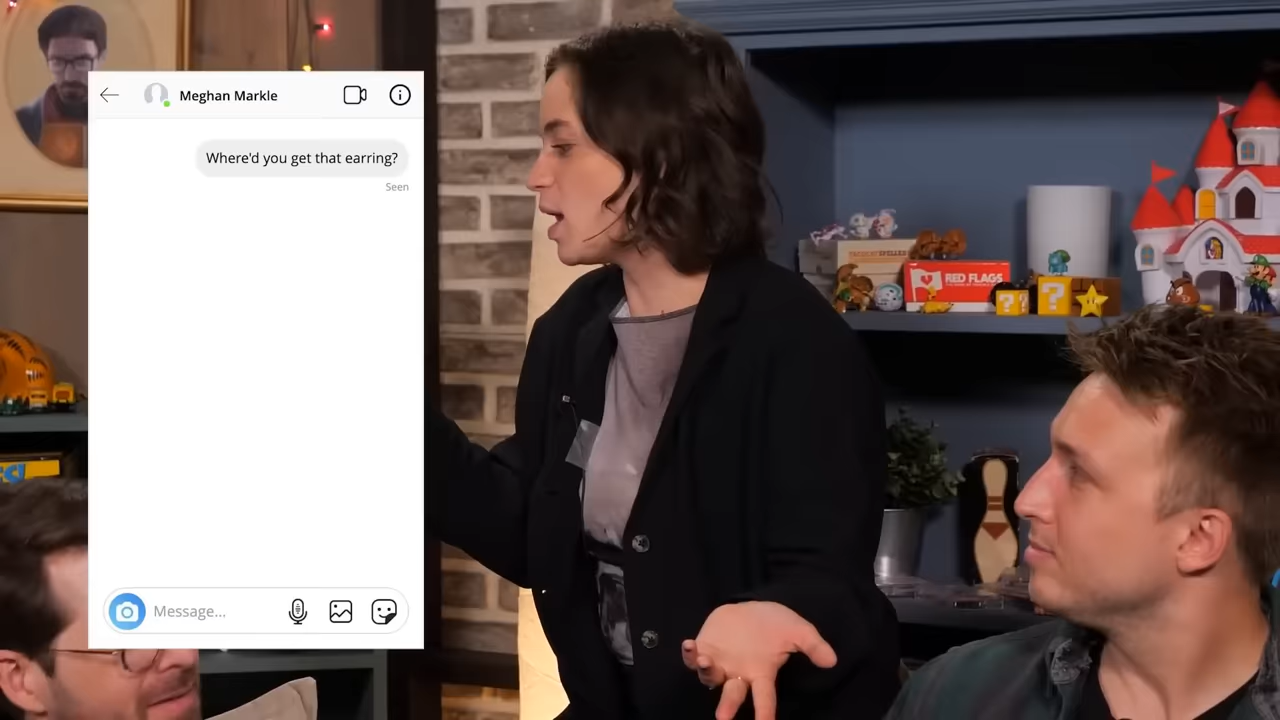 Meghan Markle
Where'd you get that earring?
Seen
Message...
RED FLAGS
?
?